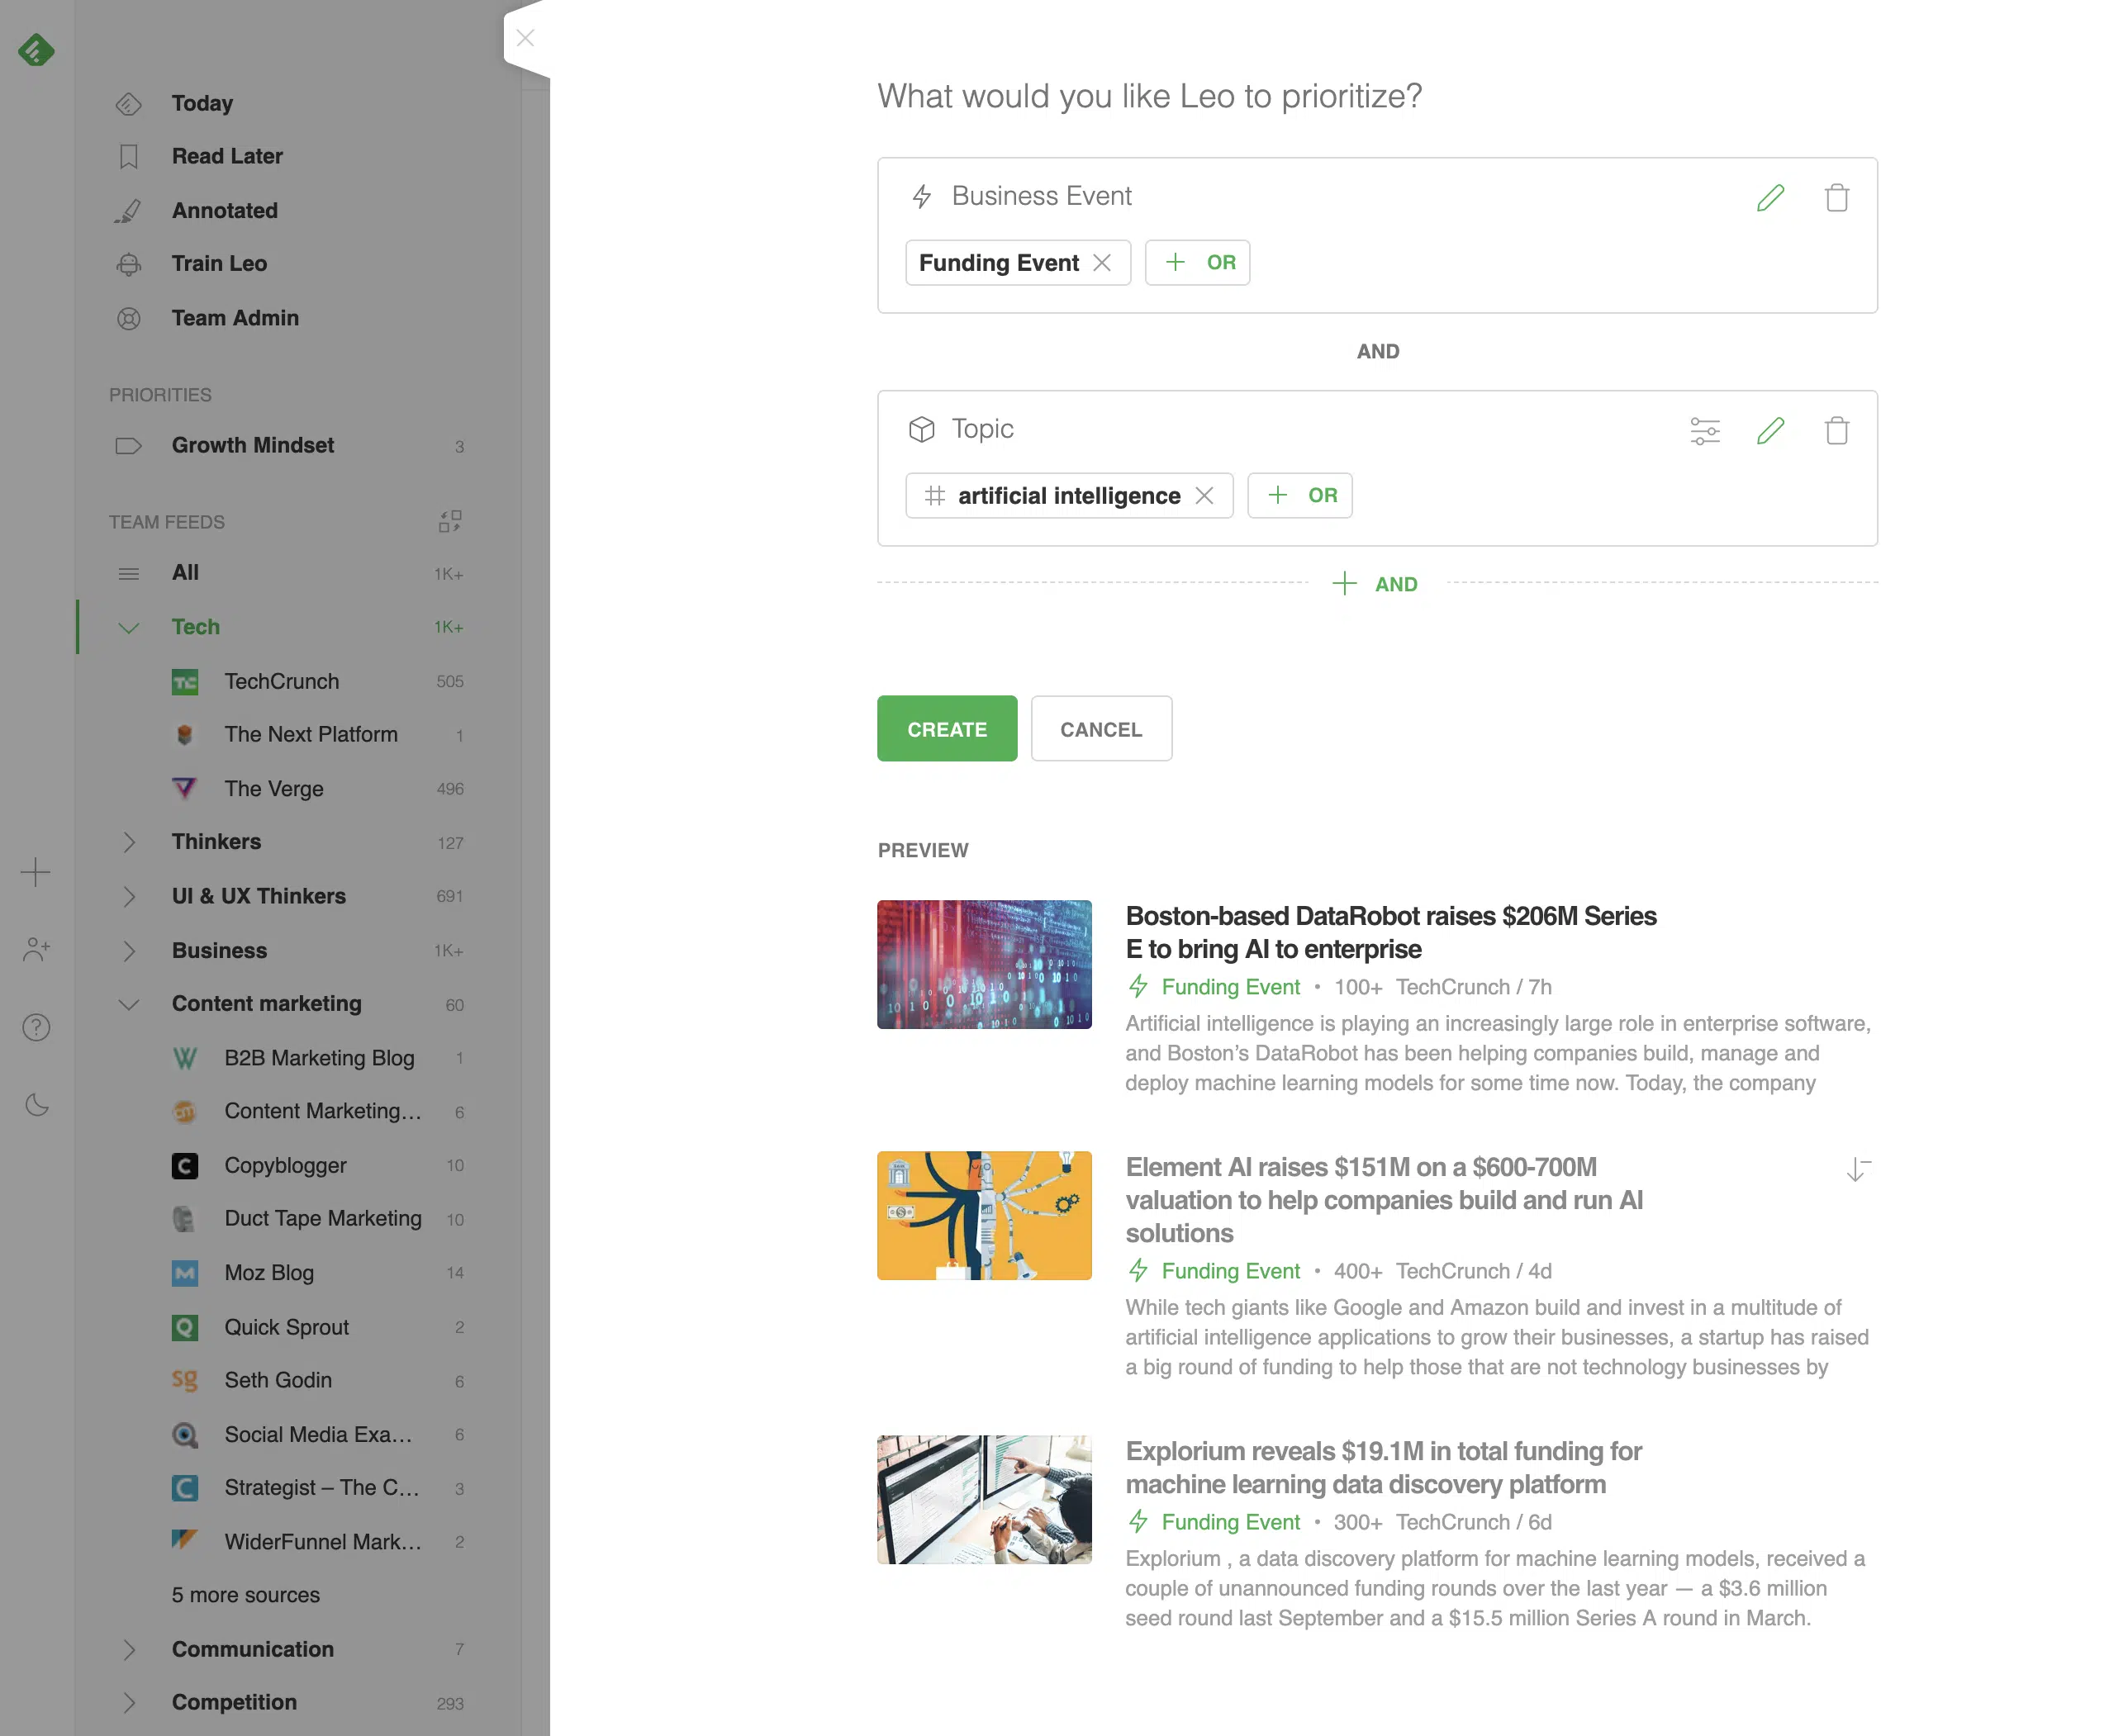 Today
Read Later
Annotated
Train Leo
Team Admin
PRIORITIES
Growth Mindset 3
TEAM FEEDS
All 1K+
Tech 1K+
TechCrunch 505
The Next Platform 1
The Verge 496
Thinkers 127
UI & UX Thinkers 691
Business 1K+
Content marketing 60
B2B Marketing Blog 1
Content Marketing... 6
Copyblogger 10
Duct Tape Marketing 10
Moz Blog 14
Quick Sprout 2
Seth Godin 6
Social Media Exa... 6
Strategist – The C... 3
WiderFunnel Mark... 2
5 more sources
Communication 7
Competition 293
What would you like Leo to prioritize?
Business Event
Funding Event + OR
AND
Topic
# artificial intelligence + OR
+ AND
CREATE CANCEL
PREVIEW
Boston-based DataRobot raises $206M Series
E to bring AI to enterprise
Funding Event • 100+ TechCrunch / 7h
Artificial intelligence is playing an increasingly large role in enterprise software,
and Boston’s DataRobot has been helping companies build, manage and
deploy machine learning models for some time now. Today, the company
Element AI raises $151M on a $600-700M
valuation to help companies build and run AI
solutions
Funding Event • 400+ TechCrunch / 4d
While tech giants like Google and Amazon build and invest in a multitude of
artificial intelligence applications to grow their businesses, a startup has raised
a big round of funding to help those that are not technology businesses by
Explorium reveals $19.1M in total funding for
machine learning data discovery platform
Funding Event • 300+ TechCrunch / 6d
Explorium , a data discovery platform for machine learning models, received a
couple of unannounced funding rounds over the last year — a $3.6 million
seed round last September and a $15.5 million Series A round in March.